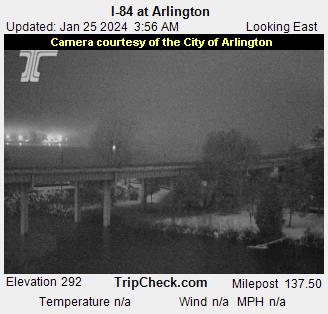 I-84 at Arlington
Updated: Jan 25 2024 3:56 AM Looking East
Camera courtesy of the City of Arlington
Elevation 292 TripCheck.com Milepost 137.50
Temperature n/a Wind n/a MPH n/a